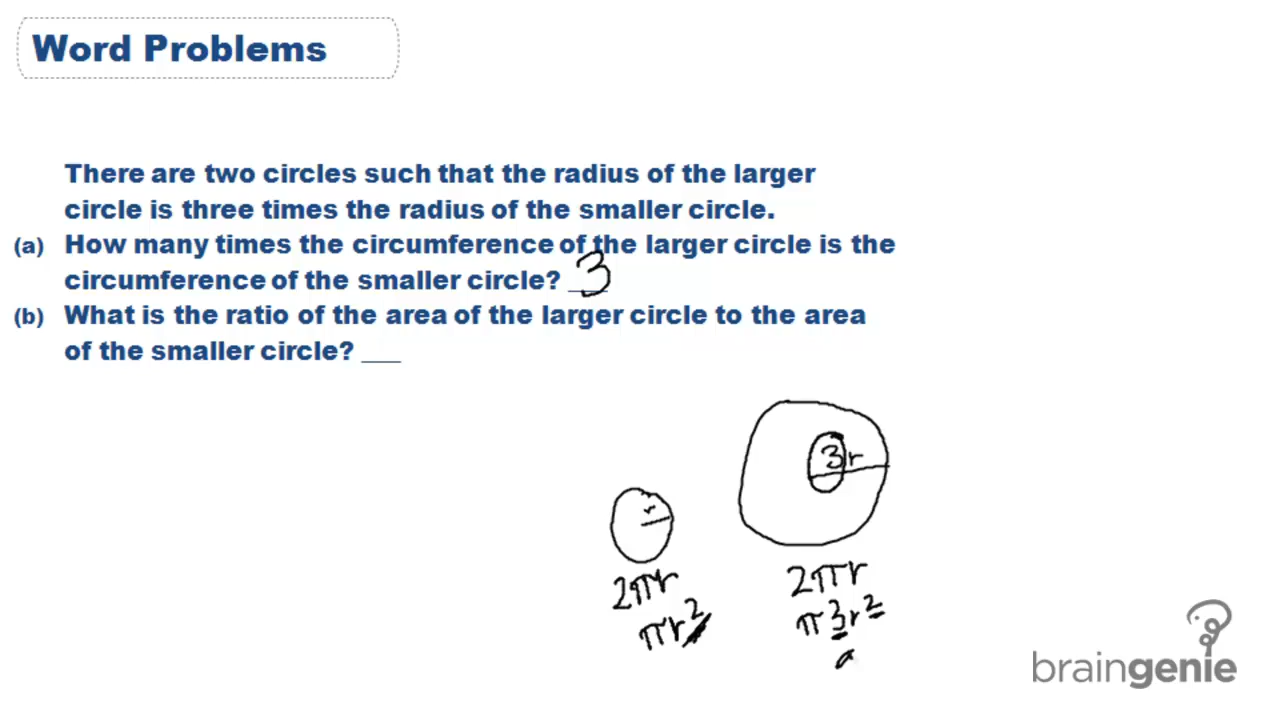 Word Problems
There are two circles such that the radius of the larger
circle is three times the radius of the smaller circle.
(a) How many times the circumference of the larger circle is the
circumference of the smaller circle? 3
(b) What is the ratio of the area of the larger circle to the area
of the smaller circle? ___
3r
r
2πr
2πr
πr²
π3r²
braingenie